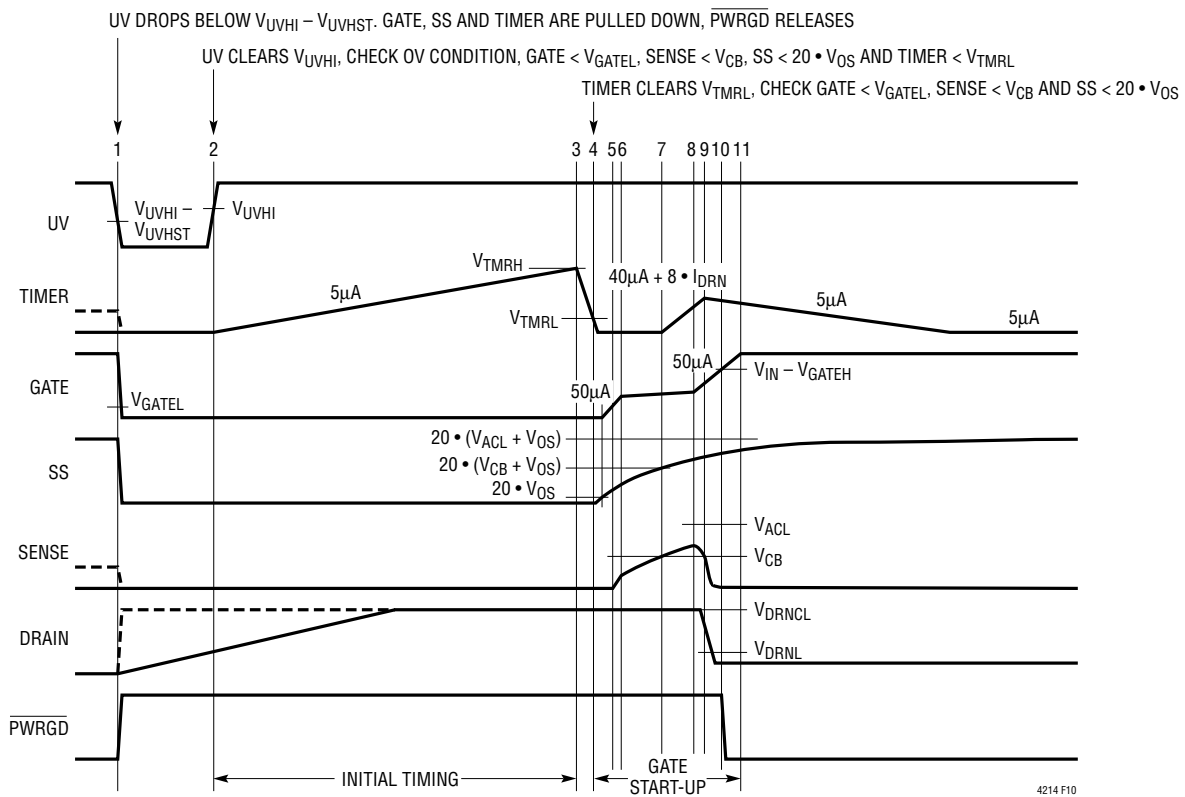 UV DROPS BELOW VUVHI – VUVHST. GATE, SS AND TIMER ARE PULLED DOWN, PWRGD RELEASES
UV CLEARS VUVHI, CHECK OV CONDITION, GATE < VGATEL, SENSE < VCB, SS < 20 • VOS AND TIMER < VTMRL
TIMER CLEARS VTMRL, CHECK GATE < VGATEL, SENSE < VCB AND SS < 20 • VOS
1 2 3 4 56 7 8 9 10 11
UV
VUVHI –
VUVHST
VUVHI
TIMER
5µA
VTMRH
VTMRL
40µA + 8 • IDRN
5µA
5µA
GATE
VGATEL
50µA
50µA
VIN – VGATEH
SS
20 • (VACL + VOS)
20 • (VCB + VOS)
20 • VOS
SENSE
VACL
VCB
DRAIN
VDRNCL
VDRNL
PWRGD
INITIAL TIMING
GATE
START-UP
4214 F10